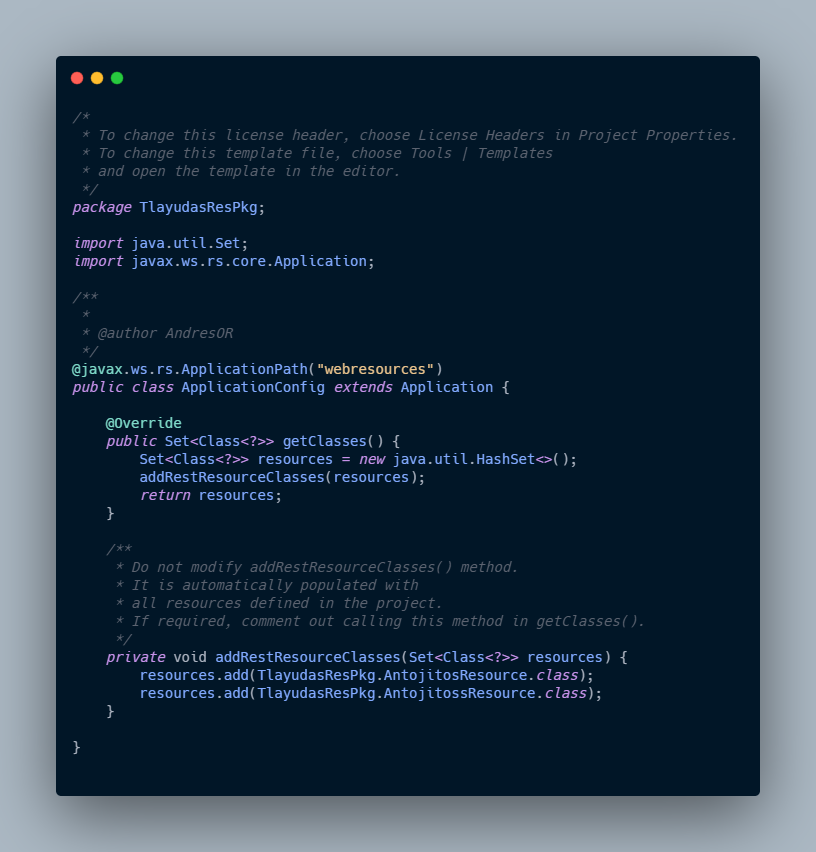 /*
 * To change this license header, choose License Headers in Project Properties.
 * To change this template file, choose Tools | Templates
 * and open the template in the editor.
 */
package TlayudasResPkg;

import java.util.Set;
import javax.ws.rs.core.Application;

/**
 *
 * @author AndresOR
 */
@javax.ws.rs.ApplicationPath("webresources")
public class ApplicationConfig extends Application {

    @Override
    public Set<Class<?>> getClasses() {
        Set<Class<?>> resources = new java.util.HashSet<>();
        addRestResourceClasses(resources);
        return resources;
    }

    /**
     * Do not modify addRestResourceClasses() method.
     * It is automatically populated with
     * all resources defined in the project.
     * If required, comment out calling this method in getClasses().
     */
    private void addRestResourceClasses(Set<Class<?>> resources) {
        resources.add(TlayudasResPkg.AntojitosResource.class);
        resources.add(TlayudasResPkg.AntojitossResource.class);
    }

}